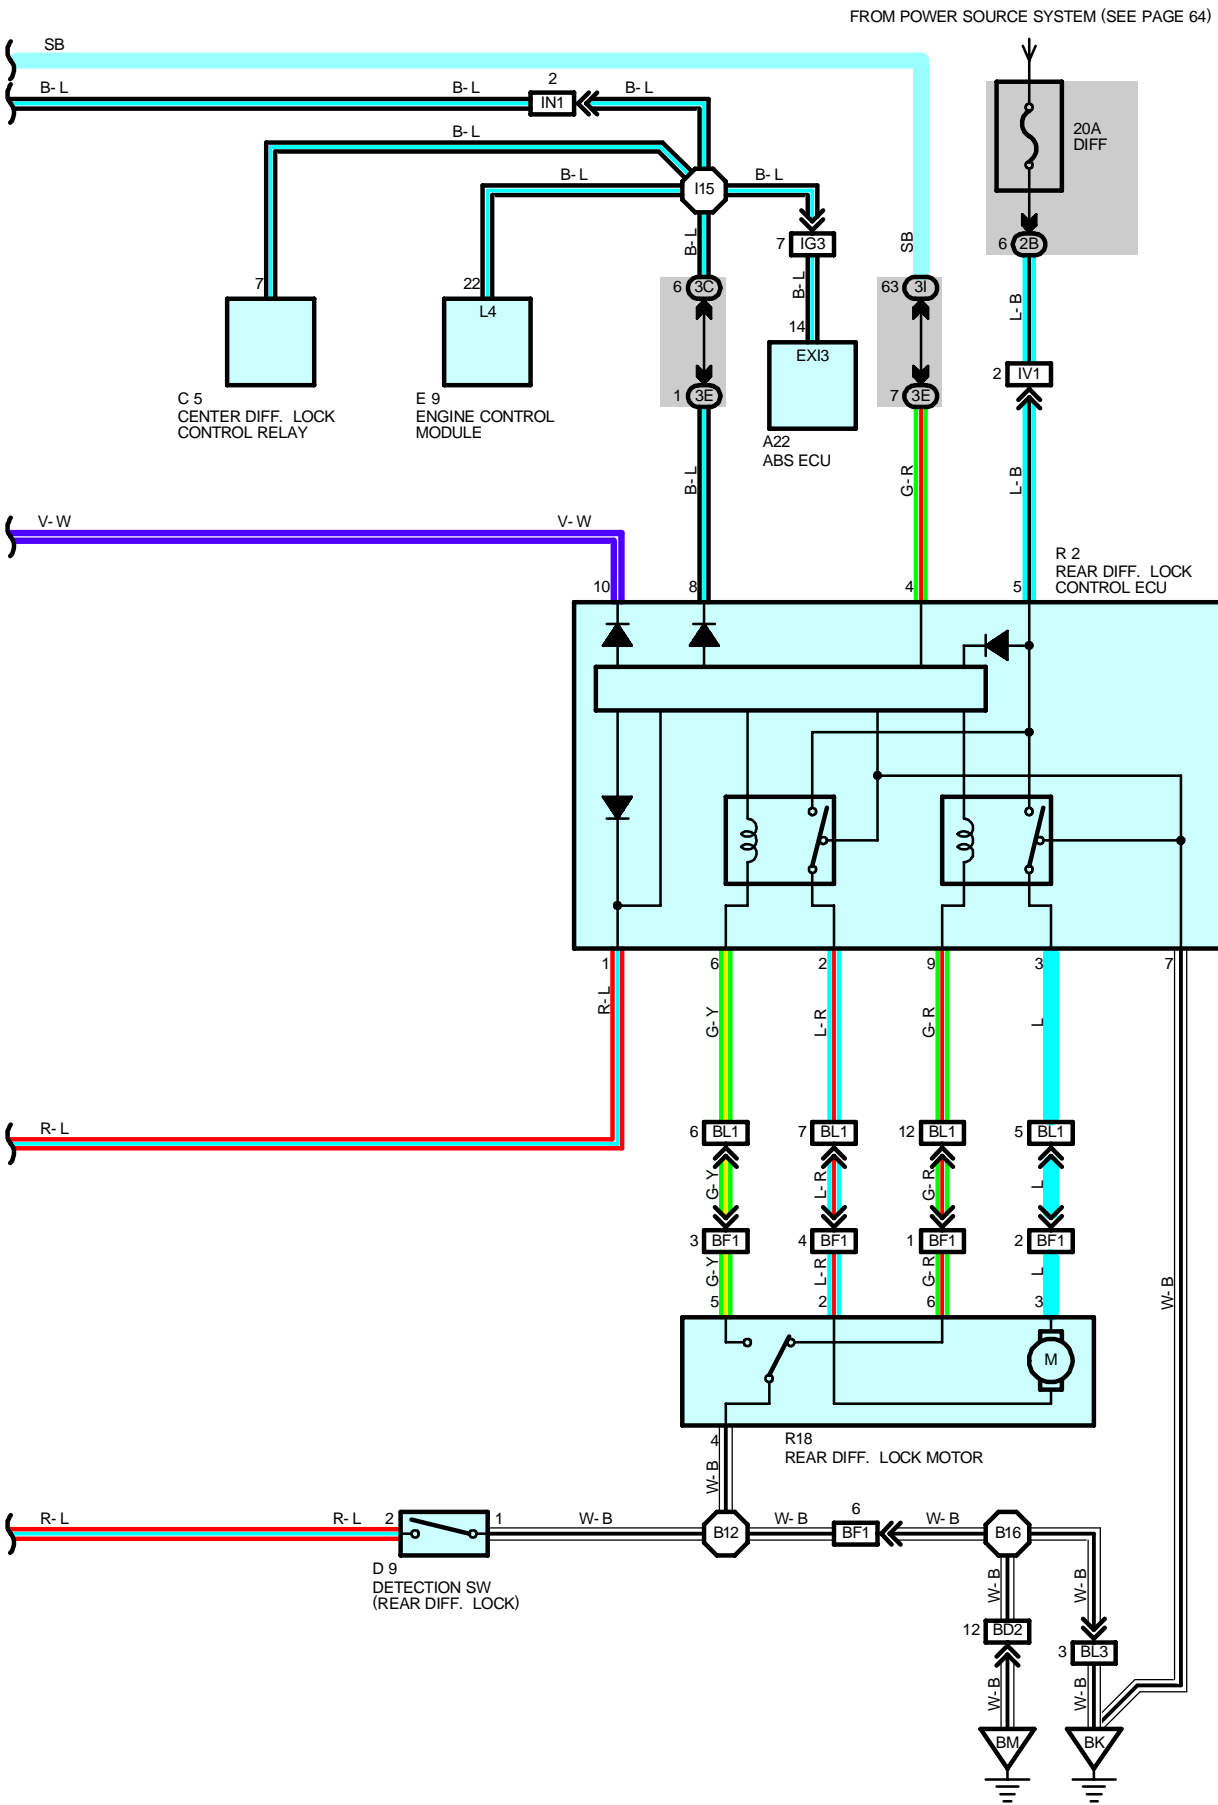 FROM POWER SOURCE SYSTEM (SEE PAGE 64)
SB
B- L
B- L
2
IN1
B- L
20A
DIFF
B- L
B- L
I15
B- L
B- L
7 IG3
SB
6 2B
7
22
L4
6 3C
B- L
14
EXI3
63 3I
L- B
2 IV1
C 5
CENTER DIFF. LOCK
CONTROL RELAY
E 9
ENGINE CONTROL
MODULE
1 3E
7 3E
A22
ABS ECU
B- L
G- R
L- B
V- W
V- W
R 2
REAR DIFF. LOCK
CONTROL ECU
10
8
4
5
1
6
2
9
3
7
R- L
G- Y
L- R
G- R
L
R- L
6 BL1
7 BL1
12 BL1
5 BL1
G- Y
L- R
G- R
L
3 BF1
4 BF1
1 BF1
2 BF1
G- Y
L- R
G- R
L
W- B
5
2
6
3
M
4
R18
REAR DIFF. LOCK MOTOR
W- B
R- L
R- L
2
1
W- B
B12
W- B
6
BF1
W- B
B16
D 9
DETECTION SW
(REAR DIFF. LOCK)
W- B
W- B
12 BD2
3 BL3
W- B
W- B
BM
BK